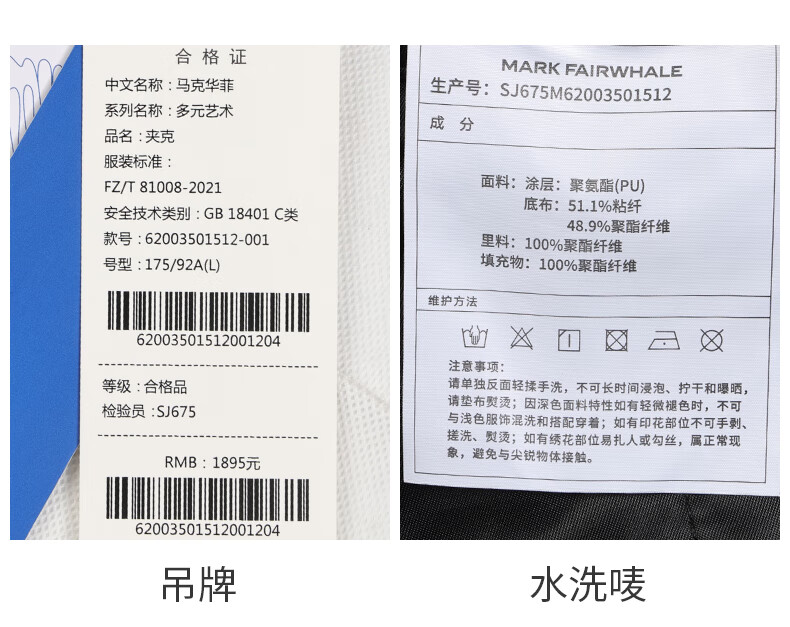 合格证
中文名称：马克华菲
系列名称：多元艺术
品名：夹克
服装标准：
FZ/T 81008-2021
安全技术类别：GB 18401 C类
款号：62003501512-001
号型：175/92A(L)
62003501512001204
等级：合格品
检验员：SJ675
RMB：1895元
62003501512001204
吊牌
MARK FAIRWHALE
生产号：SJ675M62003501512
成 分
面料：涂层：聚氨酯(PU)
底布：51.1%粘纤
48.9%聚酯纤维
里料：100%聚酯纤维
填充物：100%聚酯纤维
维护方法
注意事项：
请单独反面轻揉手洗，不可长时间浸泡、拧干和曝晒，
请垫布熨烫；因深色面料特性如有轻微褪色时，不可
与浅色服饰混洗和搭配穿着；如有印花部位不可手剥、
搓洗、熨烫；如有绣花部位易扎人或勾丝，属正常现
象，避免与尖锐物体接触。
水洗唛